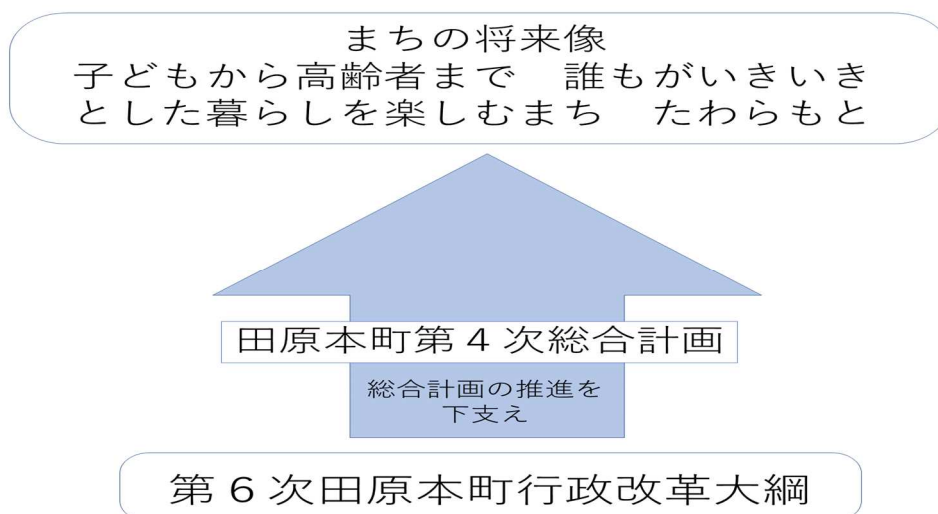 まちの将来像
子どもから高齢者まで　誰もがいきいき
とした暮らしを楽しむまち　たわらもと
田原本町第４次総合計画
総合計画の推進を
下支え
第６次田原本町行政改革大綱